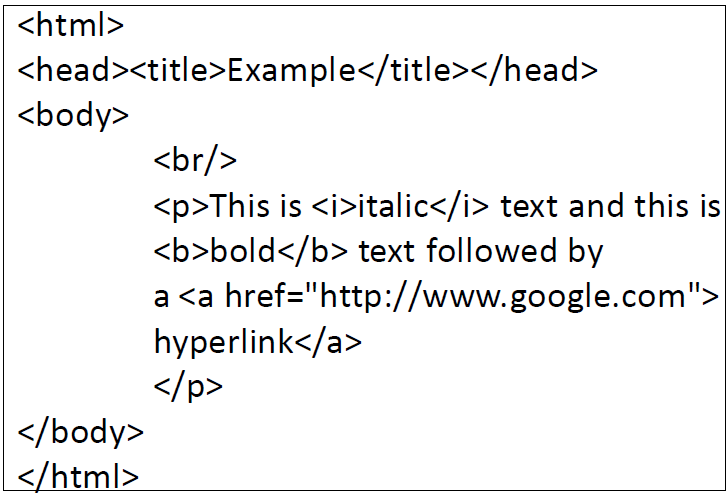 <html>
<head><title>Example</title></head>
<body>
<br/>
<p>This is <i>italic</i> text and this is
<b>bold</b> text followed by
a <a href="http://www.google.com">
hyperlink</a>
</p>
</body>
</html>